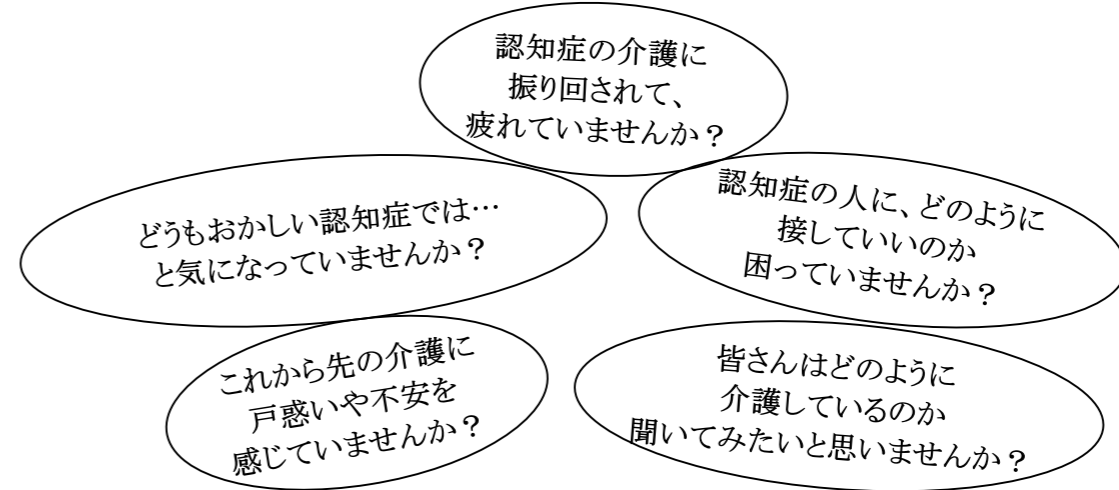 認知症の介護に
振り回されて、
疲れていませんか？
どうもおかしい認知症では…
と気になっていませんか？
認知症の人に、どのように
接していいのか
困っていませんか？
これから先の介護に
戸惑いや不安を
感じていませんか？
皆さんはどのように
介護しているのか
聞いてみたいと思いませんか？